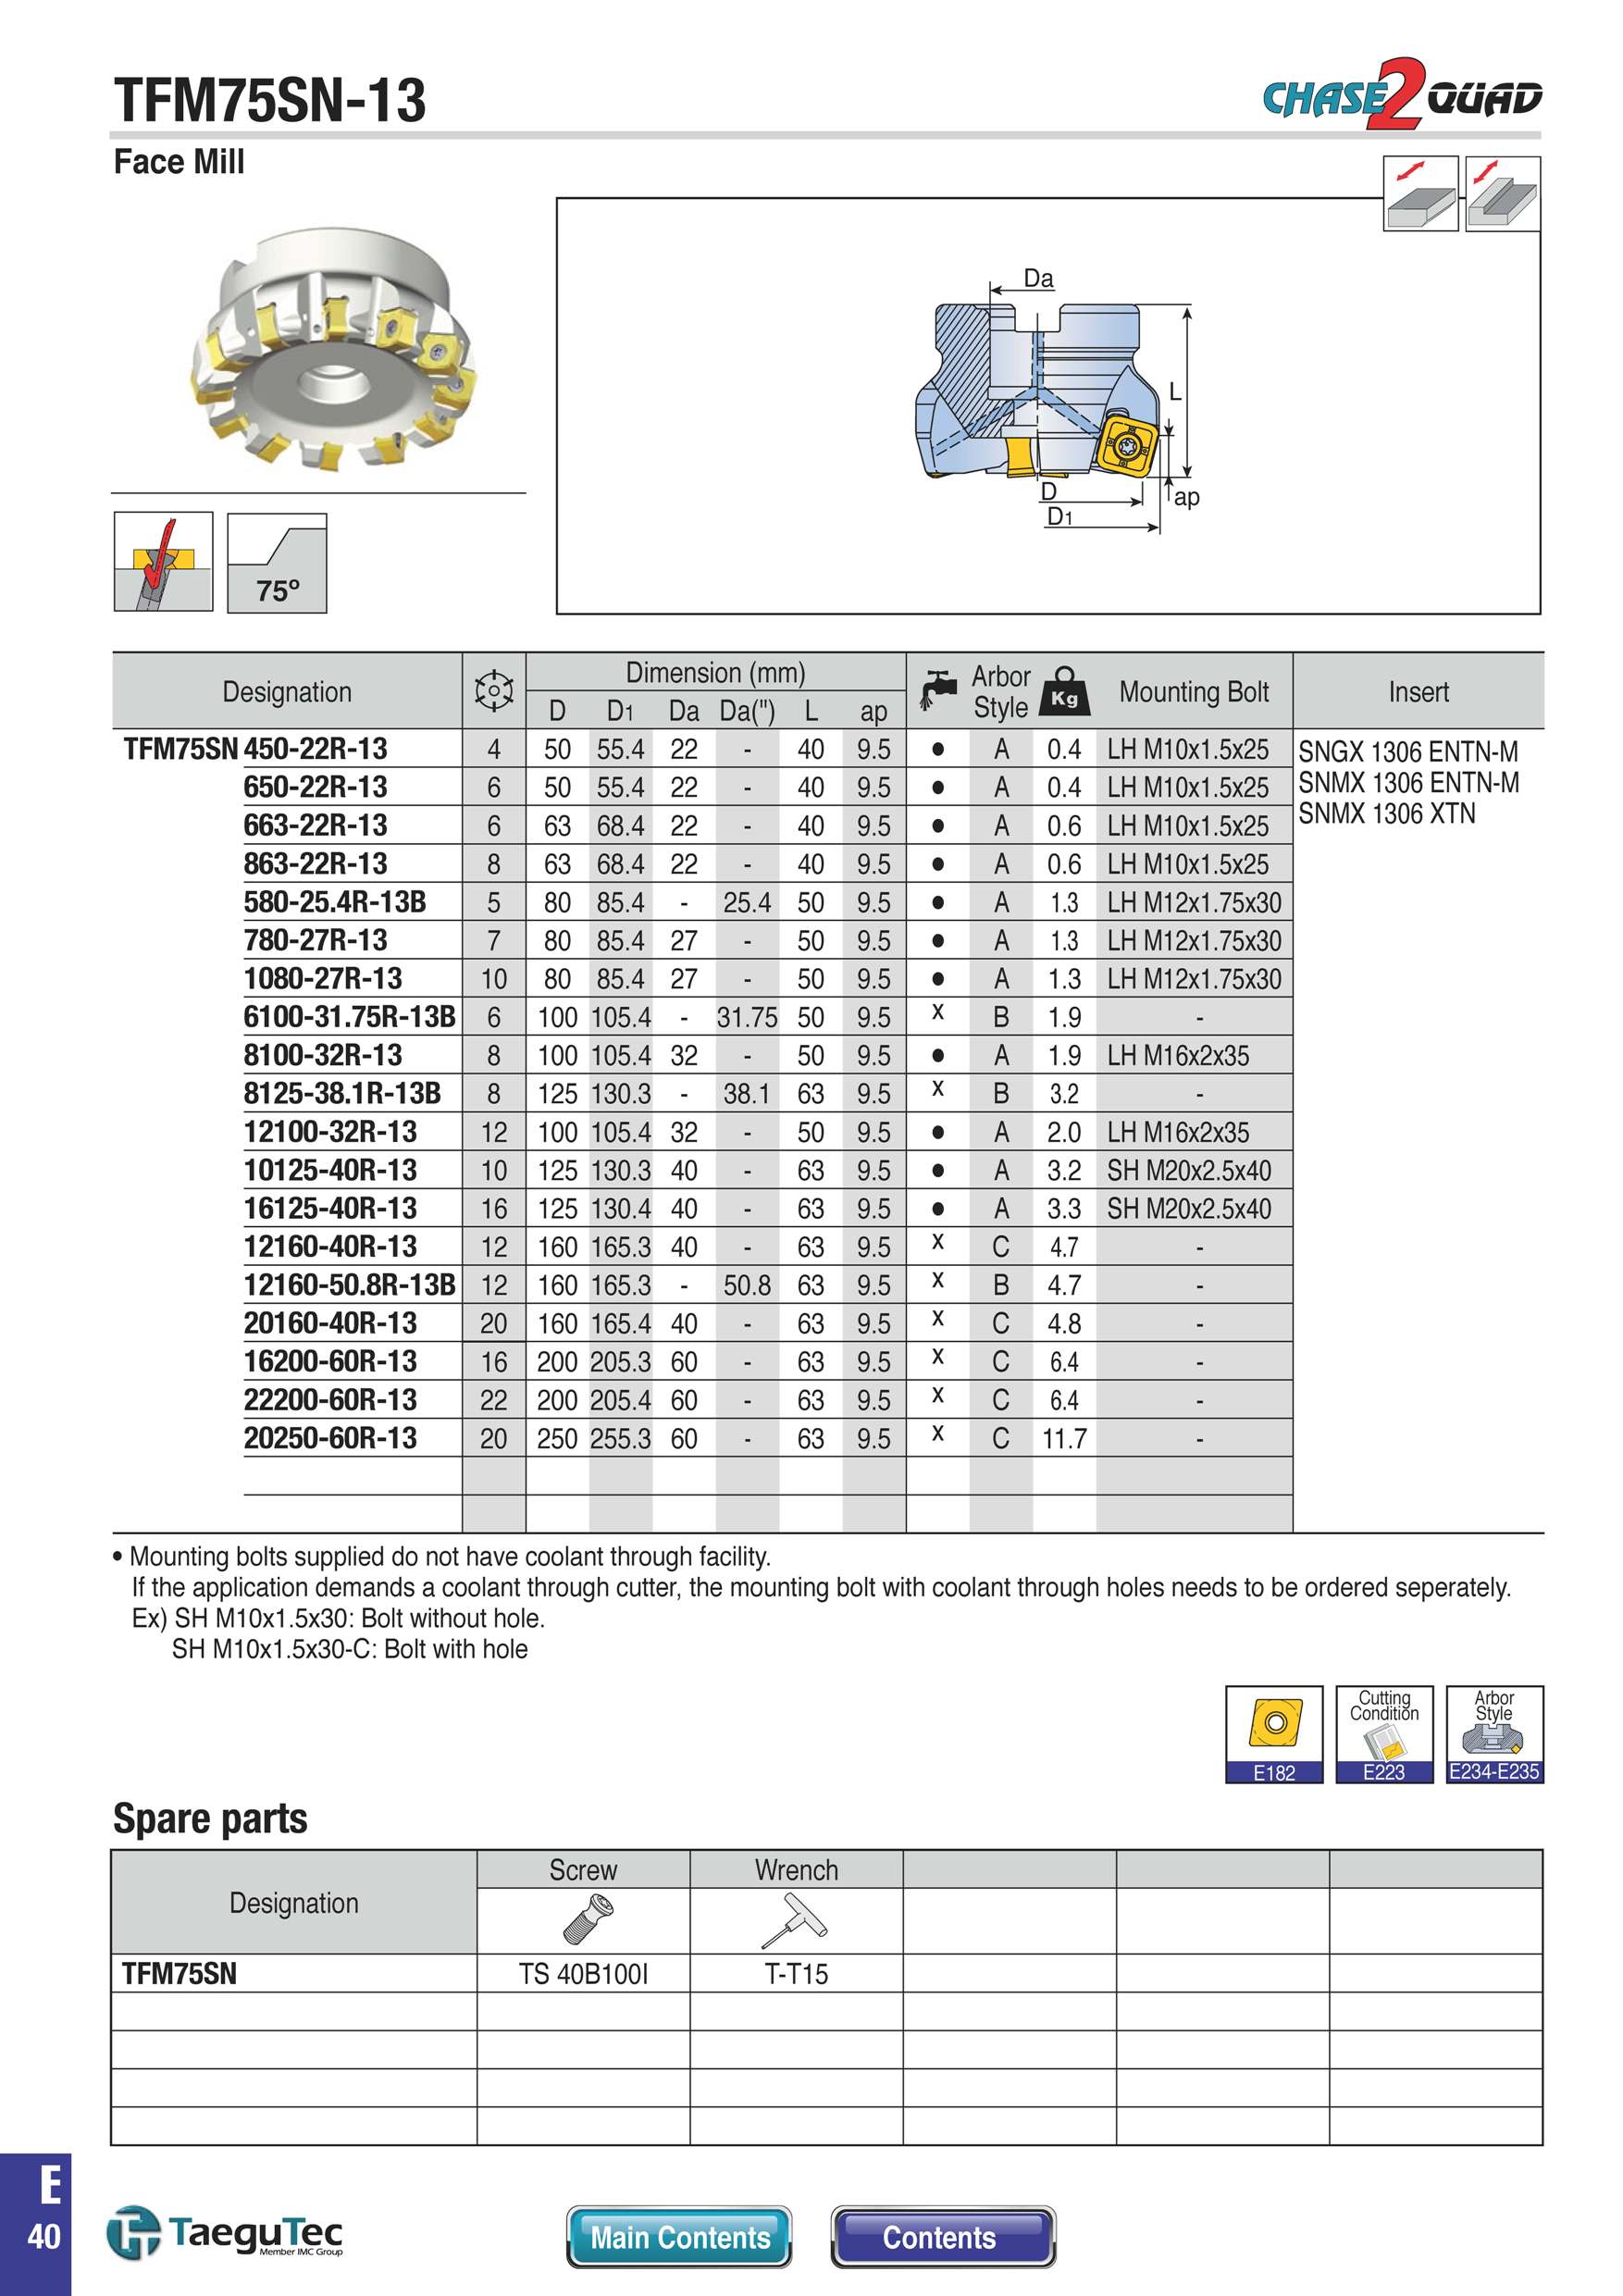 TFM75SN-13
CHASE2QUAD
Face Mill
Da
L
D
ap
D1
75º
Designation Dimension (mm) Arbor Style Kg Mounting Bolt Insert
D D1 Da Da(") L ap
TFM75SN 450-22R-13 4 50 55.4 22 - 40 9.5 • A 0.4 LH M10x1.5x25 SNGX 1306 ENTN-M
650-22R-13 6 50 55.4 22 - 40 9.5 • A 0.4 LH M10x1.5x25 SNMX 1306 ENTN-M
663-22R-13 6 63 68.4 22 - 40 9.5 • A 0.6 LH M10x1.5x25 SNMX 1306 XTN
863-22R-13 8 63 68.4 22 - 40 9.5 • A 0.6 LH M10x1.5x25
580-25.4R-13B 5 80 85.4 - 25.4 50 9.5 • A 1.3 LH M12x1.75x30
780-27R-13 7 80 85.4 27 - 50 9.5 • A 1.3 LH M12x1.75x30
1080-27R-13 10 80 85.4 27 - 50 9.5 • A 1.3 LH M12x1.75x30
6100-31.75R-13B 6 100 105.4 - 31.75 50 9.5 x B 1.9 -
8100-32R-13 8 100 105.4 32 - 50 9.5 • A 1.9 LH M16x2x35
8125-38.1R-13B 8 125 130.3 - 38.1 63 9.5 x B 3.2 -
12100-32R-13 12 100 105.4 32 - 50 9.5 • A 2.0 LH M16x2x35
10125-40R-13 10 125 130.3 40 - 63 9.5 • A 3.2 SH M20x2.5x40
16125-40R-13 16 125 130.4 40 - 63 9.5 • A 3.3 SH M20x2.5x40
12160-40R-13 12 160 165.3 40 - 63 9.5 x C 4.7 -
12160-50.8R-13B 12 160 165.3 - 50.8 63 9.5 x B 4.7 -
20160-40R-13 20 160 165.4 40 - 63 9.5 x C 4.8 -
16200-60R-13 16 200 205.3 60 - 63 9.5 x C 6.4 -
22200-60R-13 22 200 205.4 60 - 63 9.5 x C 6.4 -
20250-60R-13 20 250 255.3 60 - 63 9.5 x C 11.7 -
• Mounting bolts supplied do not have coolant through facility.
If the application demands a coolant through cutter, the mounting bolt with coolant through holes needs to be ordered seperately.
Ex) SH M10x1.5x30: Bolt without hole.
SH M10x1.5x30-C: Bolt with hole
E182
Cutting Condition
E223
Arbor Style
E234-E235
Spare parts
Designation Screw Wrench
TFM75SN TS 40B100I T-T15
E
40
TaeguTec
Member IMC Group
Main Contents
Contents